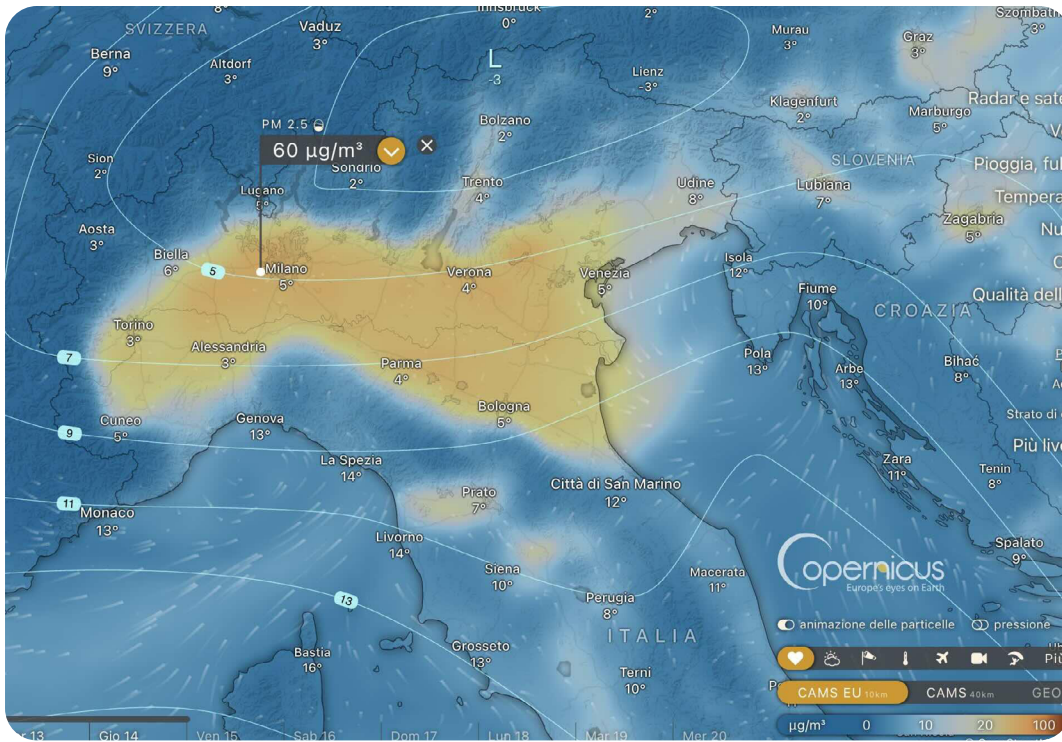 8°
Innsbruck
0°
2°
Szombath
3°
SVIZZERA
Vaduz
3°
Murau
3°
Graz
3°
Berna
9°
Altdorf
3°
L
-3
Lienz
-3°
Klagenfurt
2°
Radar e sate
Marburgo
5°
PM 2.5
60 µg/m³
Bolzano
2°
Sion
2°
Sondrio
2°
SLOVENIA
Pioggia, ful
Lugano
5°
Trento
4°
Udine
8°
Lubiana
7°
Tempera
Aosta
3°
Zagabria
5°
Nu
Biella
6°
5
Milano
5°
Verona
4°
Venezia
5°
Isola
12°
Fiume
10°
Qualità dell
CROAZIA
Torino
3°
7
Alessandria
3°
Parma
4°
Pola
13°
Arbe
13°
Bihać
8°
Cuneo
5°
Genova
13°
Bologna
5°
9
Strato di
Più liv
La Spezia
14°
Zara
11°
Tenin
8°
11
Monaco
13°
Prato
7°
Città di San Marino
12°
Livorno
14°
Siena
10°
Macerata
11°
Spalato
9°
Copernicus
Europe's eyes on Earth
13
Perugia
8°
animazione delle particelle
pressione
ITALIA
Bastia
16°
Grosseto
13°
Terni
10°
Più
CAMS EU 10km
CAMS 40km
GEO
µg/m³ 0 10 20 100
r 13
Gio 14
Ven 15
Sab 16
Dom 17
Lun 18
Mar 19
Mer 20